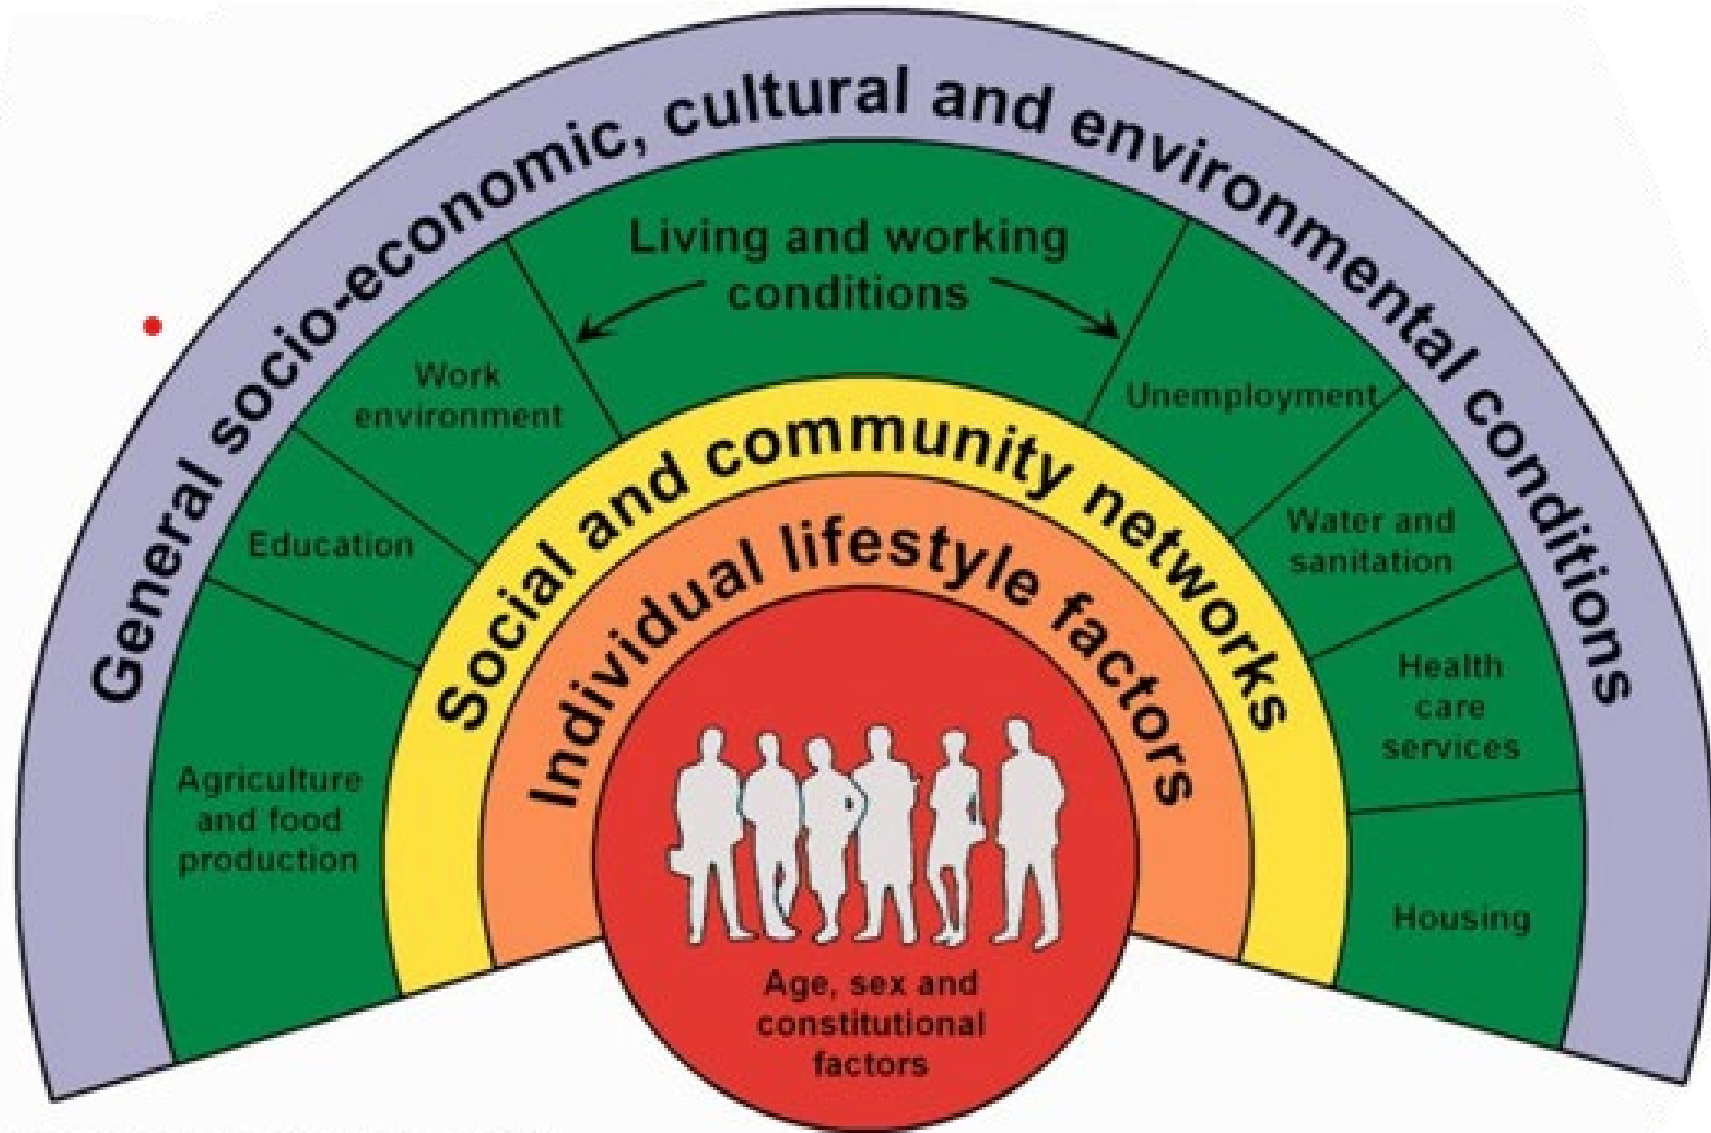 General socio-economic, cultural and environmental conditions
Living and working
conditions
Work
environment
Unemployment
Education
Water and
sanitation
Agriculture
and food
production
Health
care
services
Housing
Social and community networks
Individual lifestyle factors
Age, sex and
constitutional
factors